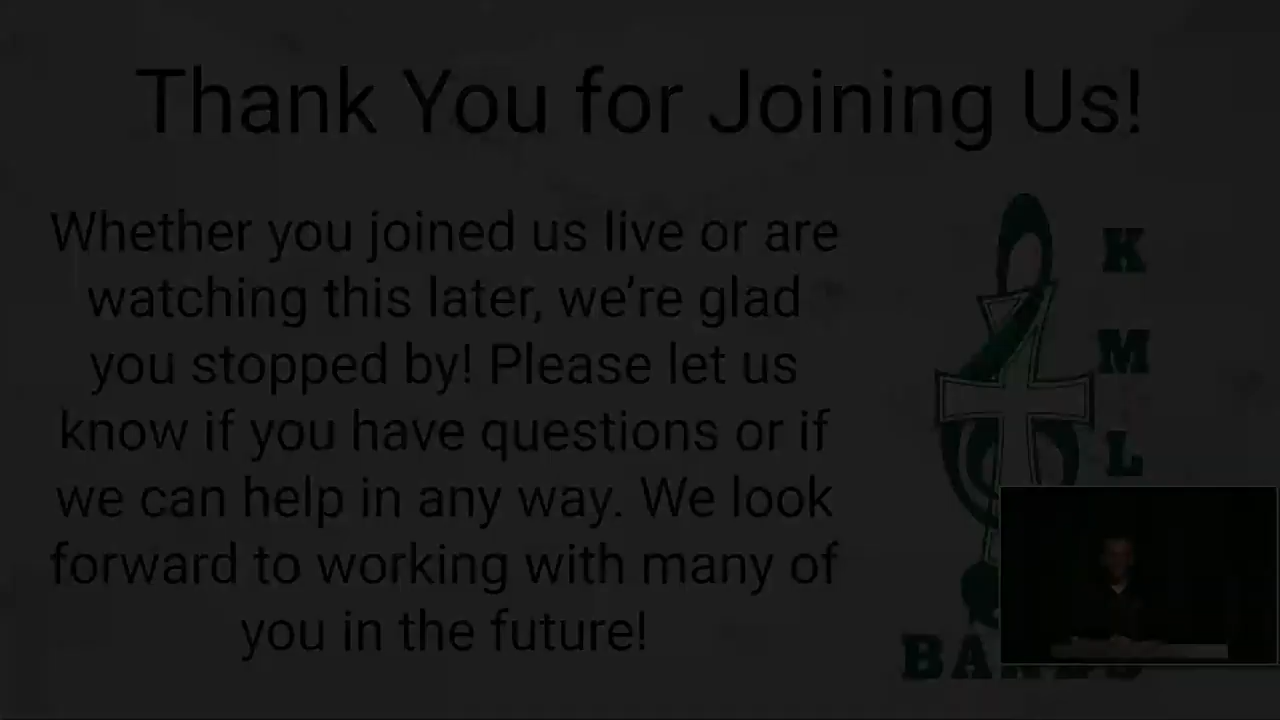 Thank You for Joining Us!
Whether you joined us live or are
watching this later, we’re glad
you stopped by! Please let us
know if you have questions or if
we can help in any way. We look
forward to working with many of
you in the future!
K
M
L